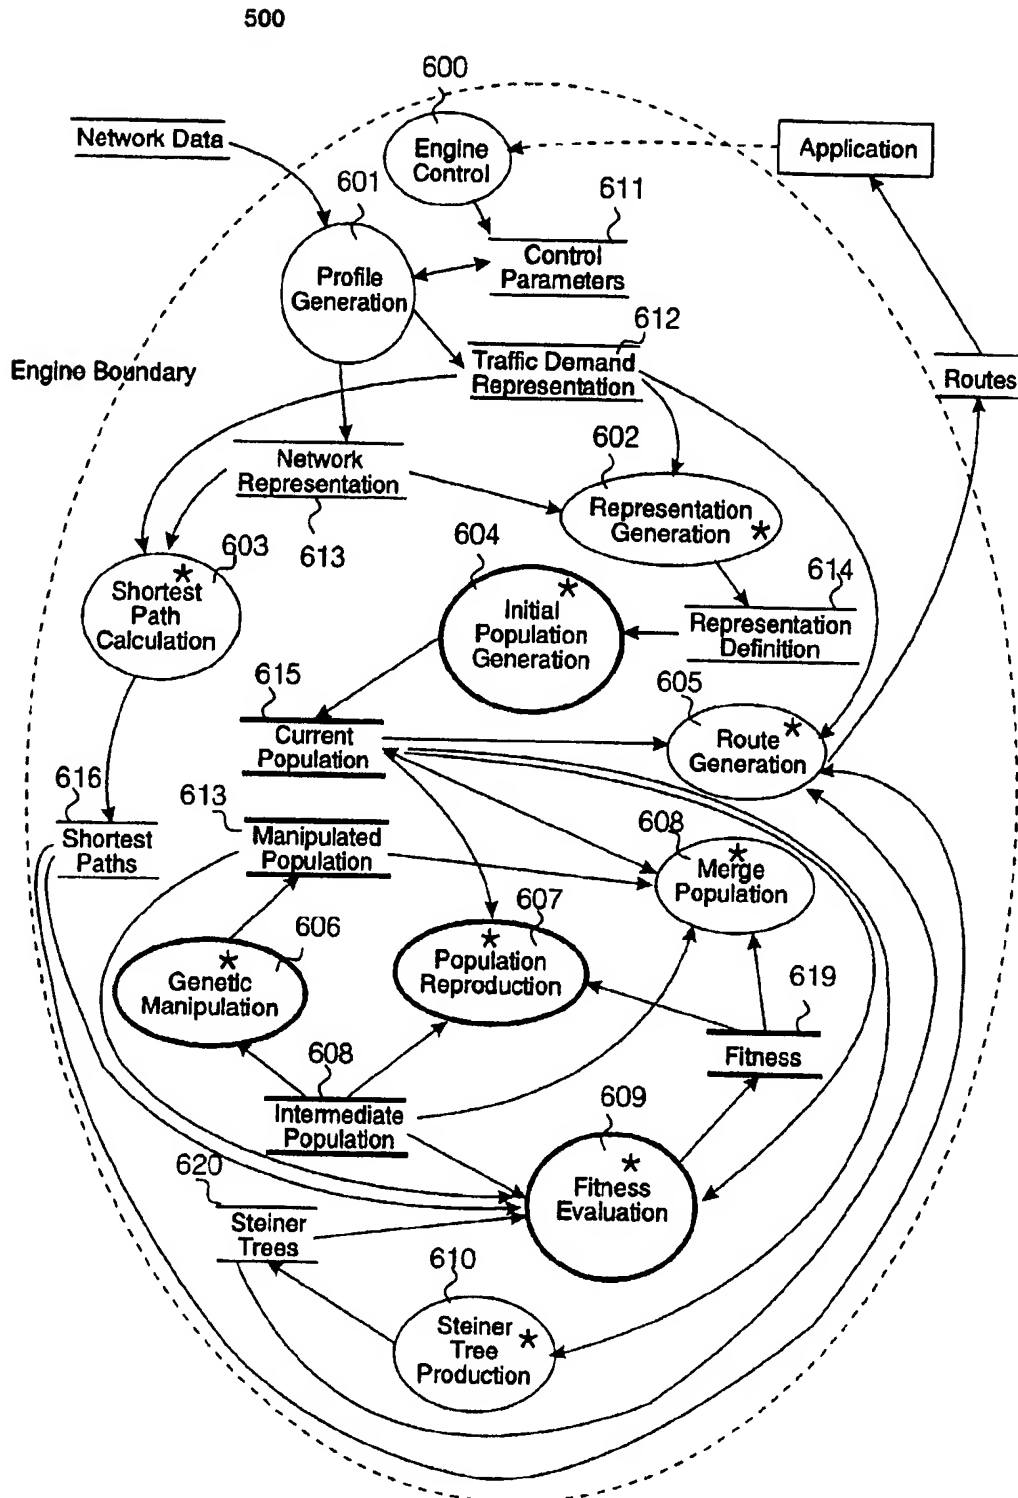 500
600
Network Data
Engine
Control
Application
601
611
Profile
Generation
Control
Parameters
612
Engine Boundary
Traffic Demand
Representation
Routes
602
Network
Representation
613
Representation
Generation *
603
604
614
*
Shortest
Path
Calculation
*
Initial
Population
Generation
Representation
Definition
615
605
Current
Population
*
Route
Generation
616
613
608
Shortest
Paths
Manipulated
Population
*
Merge
Population
606
607
*
Genetic
Manipulation
*
Population
Reproduction
619
Fitness
608
Intermediate
Population
609
*
Fitness
Evaluation
620
Steiner
Trees
610
Steiner
Tree *
Production